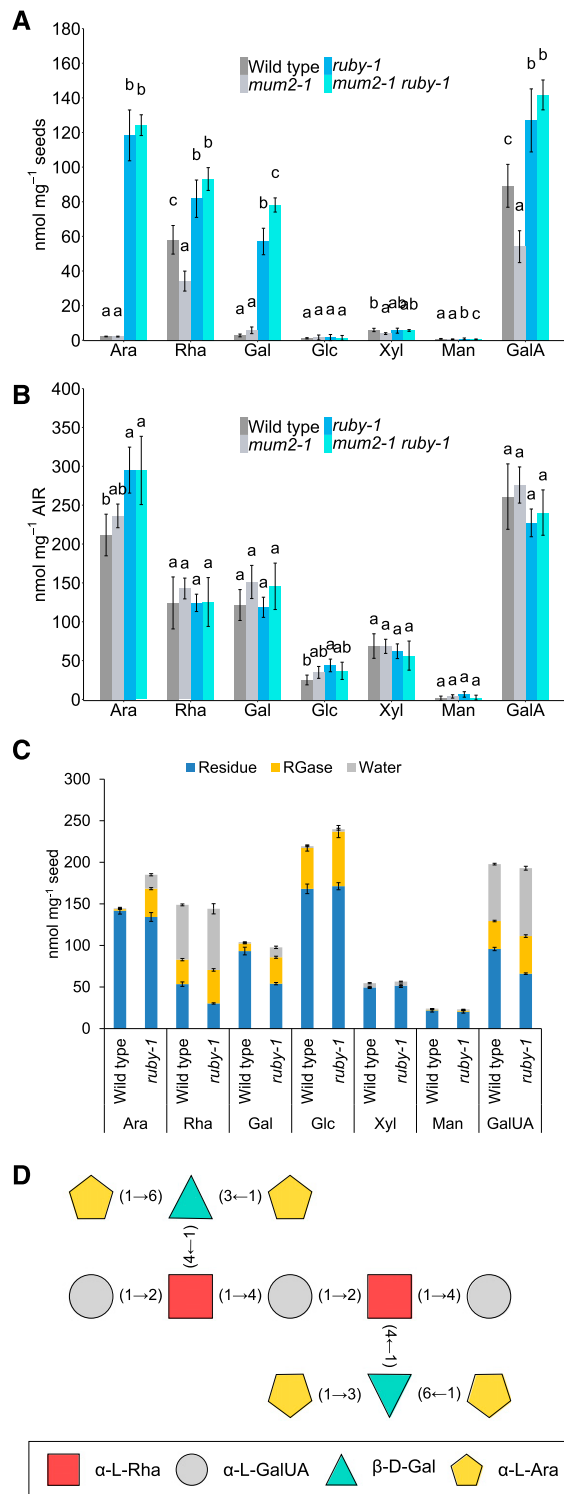 A
180
160
140
120
100
80
60
40
20
0
nmol mg⁻¹ seeds
Wild type ruby-1
mum2-1 mum2-1 ruby-1
a a b b
c a b b
a a b c
a a a a
b a ab ab
a a b c
c a b b
Ara Rha Gal Glc Xyl Man GalA
B
400
350
300
250
200
150
100
50
0
nmol mg⁻¹ AIR
Wild type ruby-1
mum2-1 mum2-1 ruby-1
b ab a a
a a a a
a a a a
b ab a ab
a a a a
a a a a
a a a a
Ara Rha Gal Glc Xyl Man GalA
C
Residue RGase Water
300
250
200
150
100
50
0
nmol mg⁻¹ seed
Wild type ruby-1 Wild type ruby-1 Wild type ruby-1 Wild type ruby-1 Wild type ruby-1 Wild type ruby-1 Wild type ruby-1
Ara Rha Gal Glc Xyl Man GalUA
D
(1→6) (3←1)
(4←1)
(1→2) (1→4) (1→2) (1→4)
(4←1)
(1→3) (6←1)
α-L-Rha α-L-GalUA β-D-Gal α-L-Ara